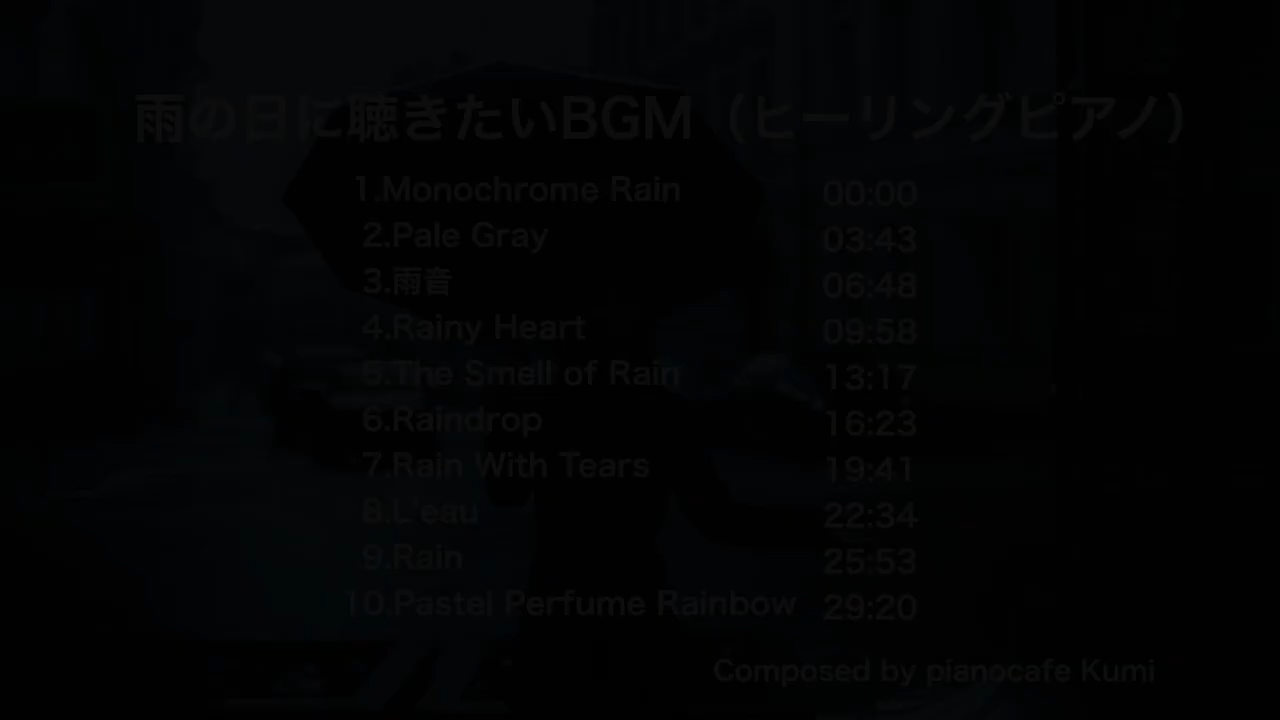 雨の日に聴きたいBGM（ヒーリングピアノ）
1.Monochrome Rain 00:00
2.Pale Gray 03:43
3.雨音 06:48
4.Rainy Heart 09:58
5.The Smell of Rain 13:17
6.Raindrop 16:23
7.Rain With Tears 19:41
8.L'eau 22:34
9.Rain 25:53
10.Pastel Perfume Rainbow 29:20
Composed by pianocafe Kumi